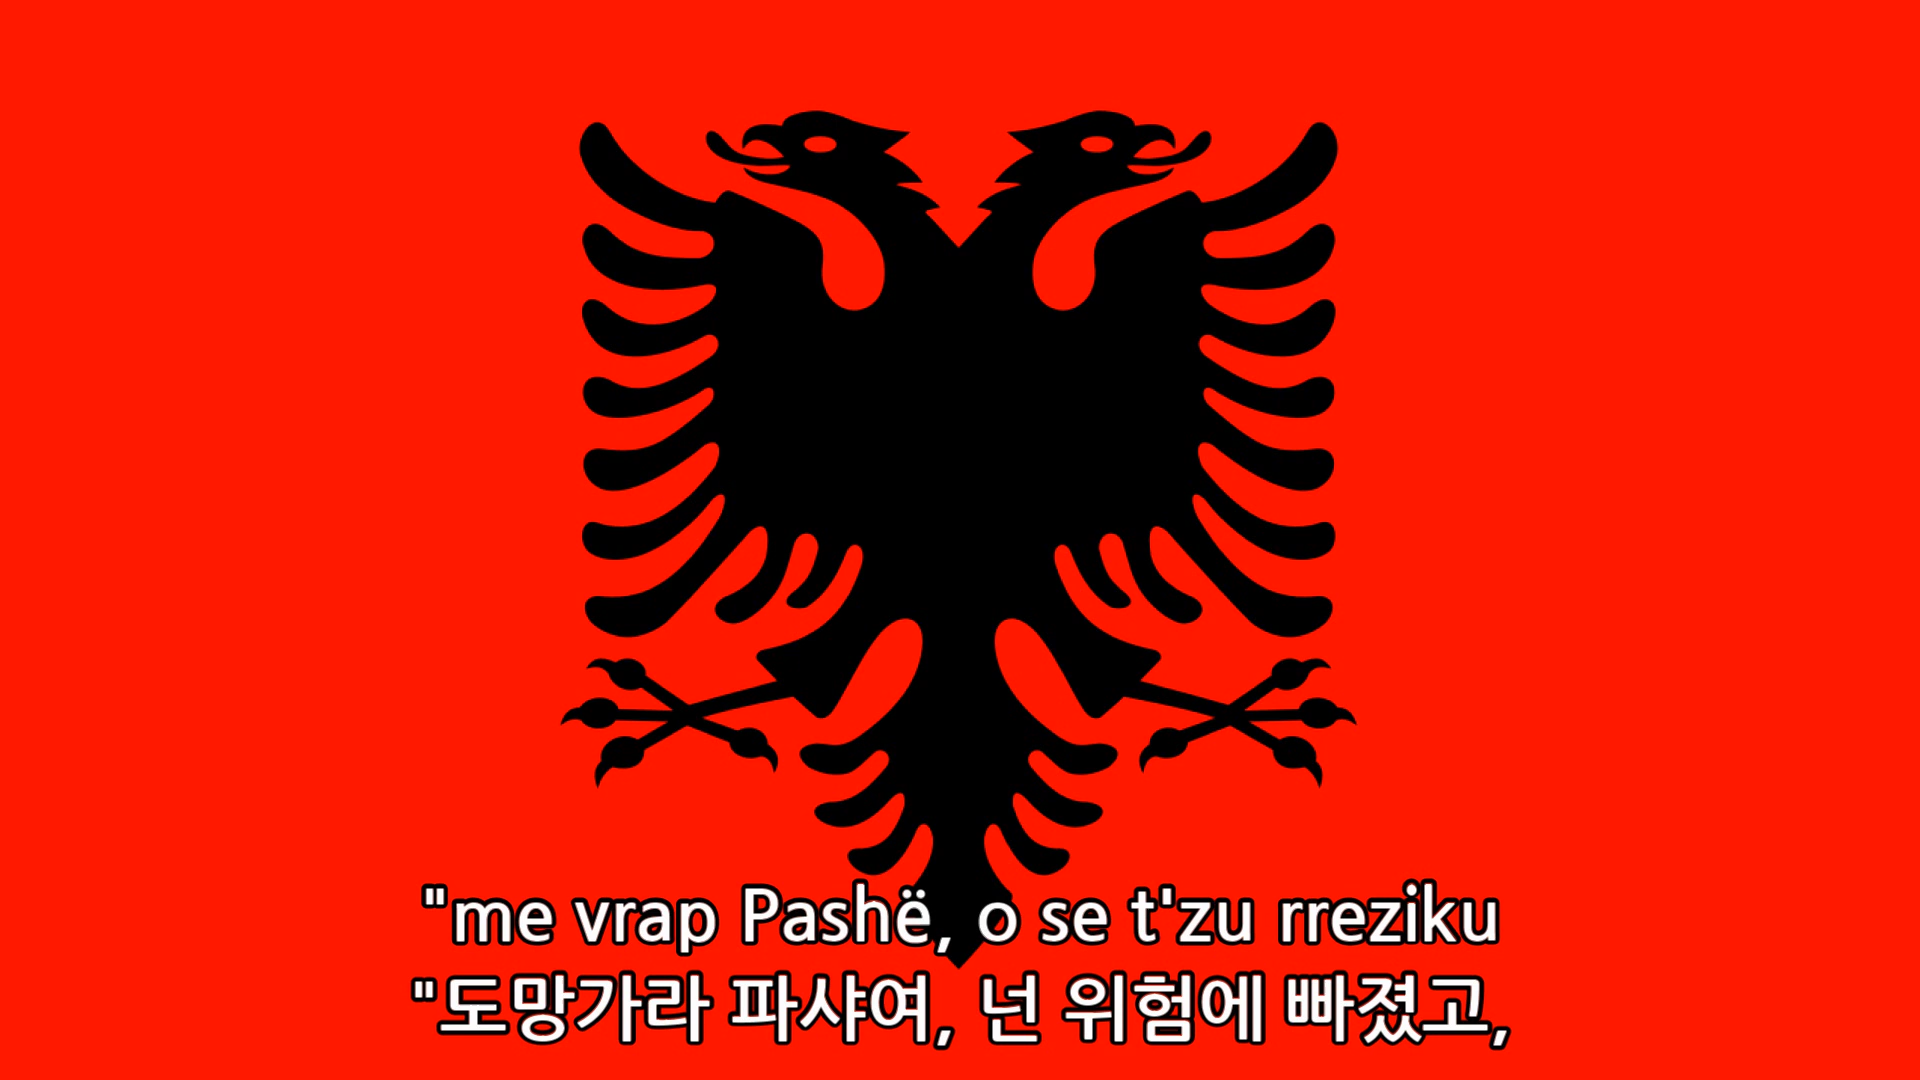 "me vrap Pashë, o se t'zu rreziku
"도망가라 파샤여, 넌 위험에 빠졌고,